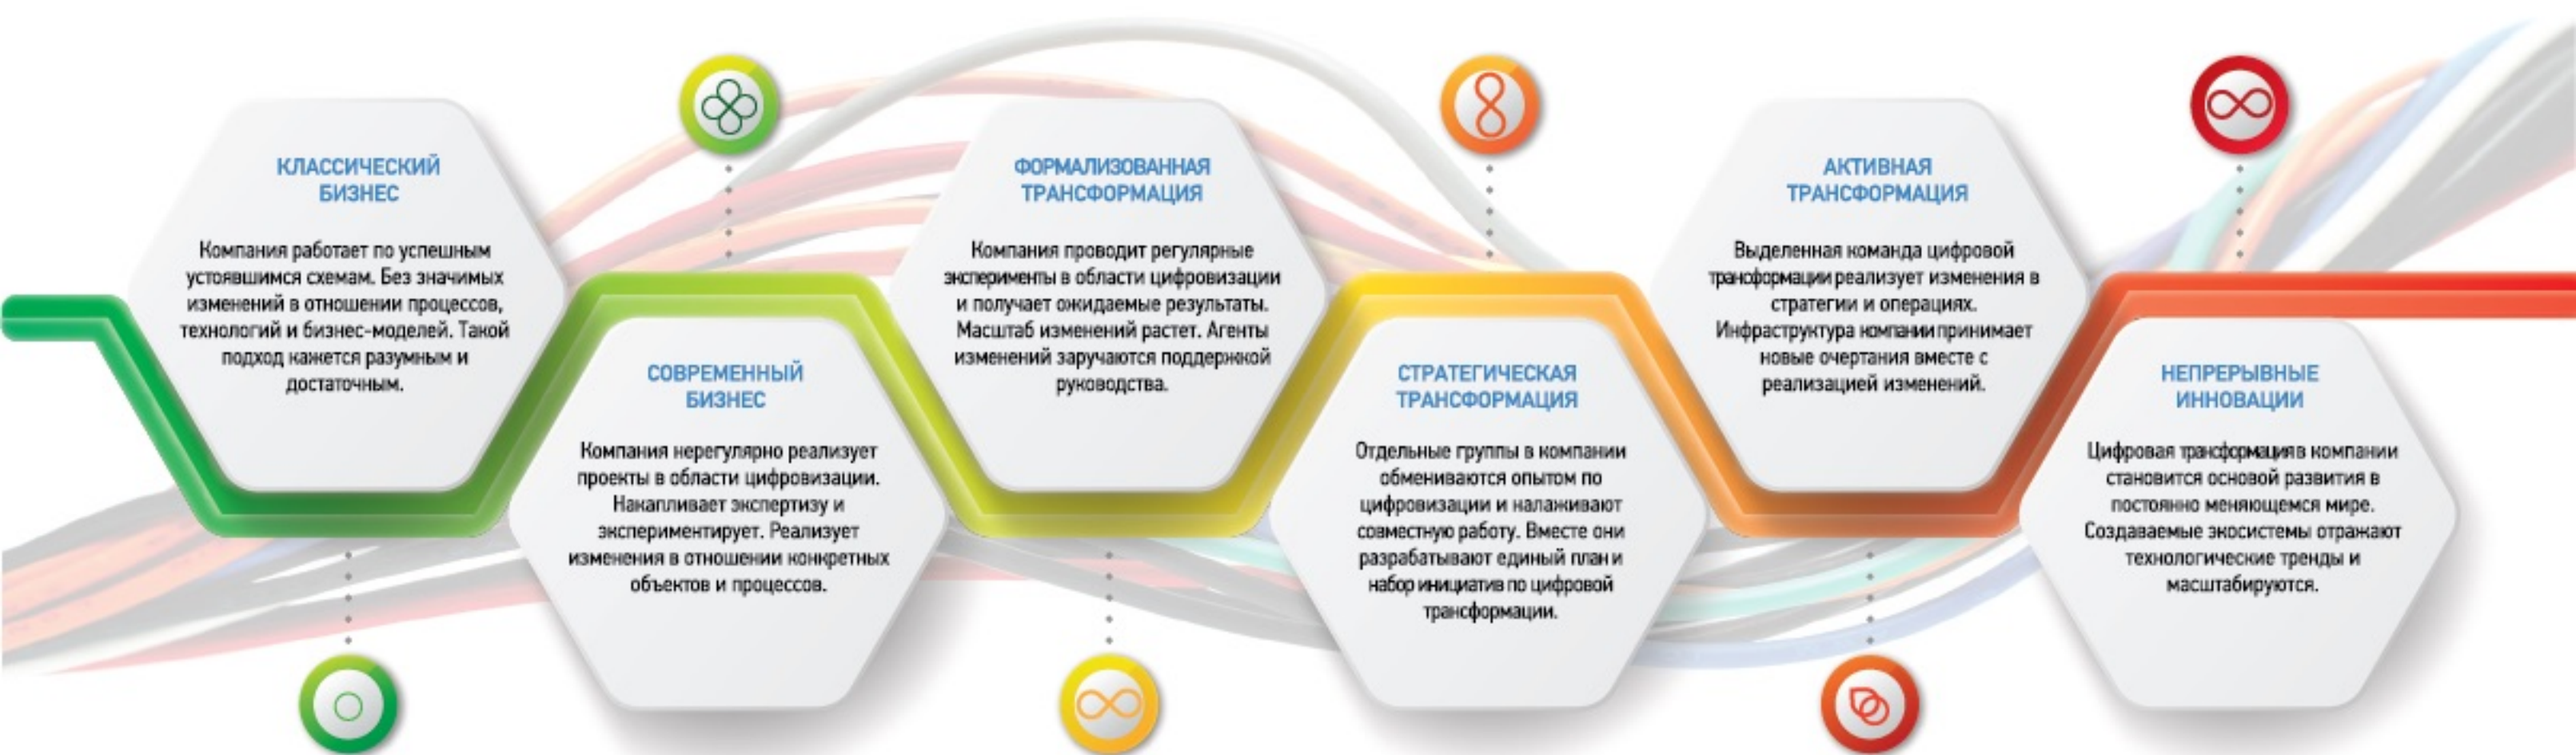 КЛАССИЧЕСКИЙ
БИЗНЕС
Компания работает по успешным
устоявшимся схемам. Без значимых
изменений в отношении процессов,
технологий и бизнес-моделей. Такой
подход кажется разумным и
достаточным.
СОВРЕМЕННЫЙ
БИЗНЕС
Компания нерегулярно реализует
проекты в области цифровизации.
Накапливает экспертизу и
экспериментирует. Реализует
изменения в отношении конкретных
объектов и процессов.
ФОРМАЛИЗОВАННАЯ
ТРАНСФОРМАЦИЯ
Компания проводит регулярные
эксперименты в области цифровизации
и получает ожидаемые результаты.
Масштаб изменений растет. Агенты
изменений заручаются поддержкой
руководства.
СТРАТЕГИЧЕСКАЯ
ТРАНСФОРМАЦИЯ
Отдельные группы в компании
обмениваются опытом по
цифровизации и налаживают
совместную работу. Вместе они
разрабатывают единый план и
набор инициатив по цифровой
трансформации.
АКТИВНАЯ
ТРАНСФОРМАЦИЯ
Выделенная команда цифровой
трансформации реализует изменения в
стратегии и операциях.
Инфраструктура компании принимает
новые очертания вместе с
реализацией изменений.
НЕПРЕРЫВНЫЕ
ИННОВАЦИИ
Цифровая трансформация в компании
становится основой развития в
постоянно меняющемся мире.
Создаваемые экосистемы отражают
технологические тренды и
масштабируются.